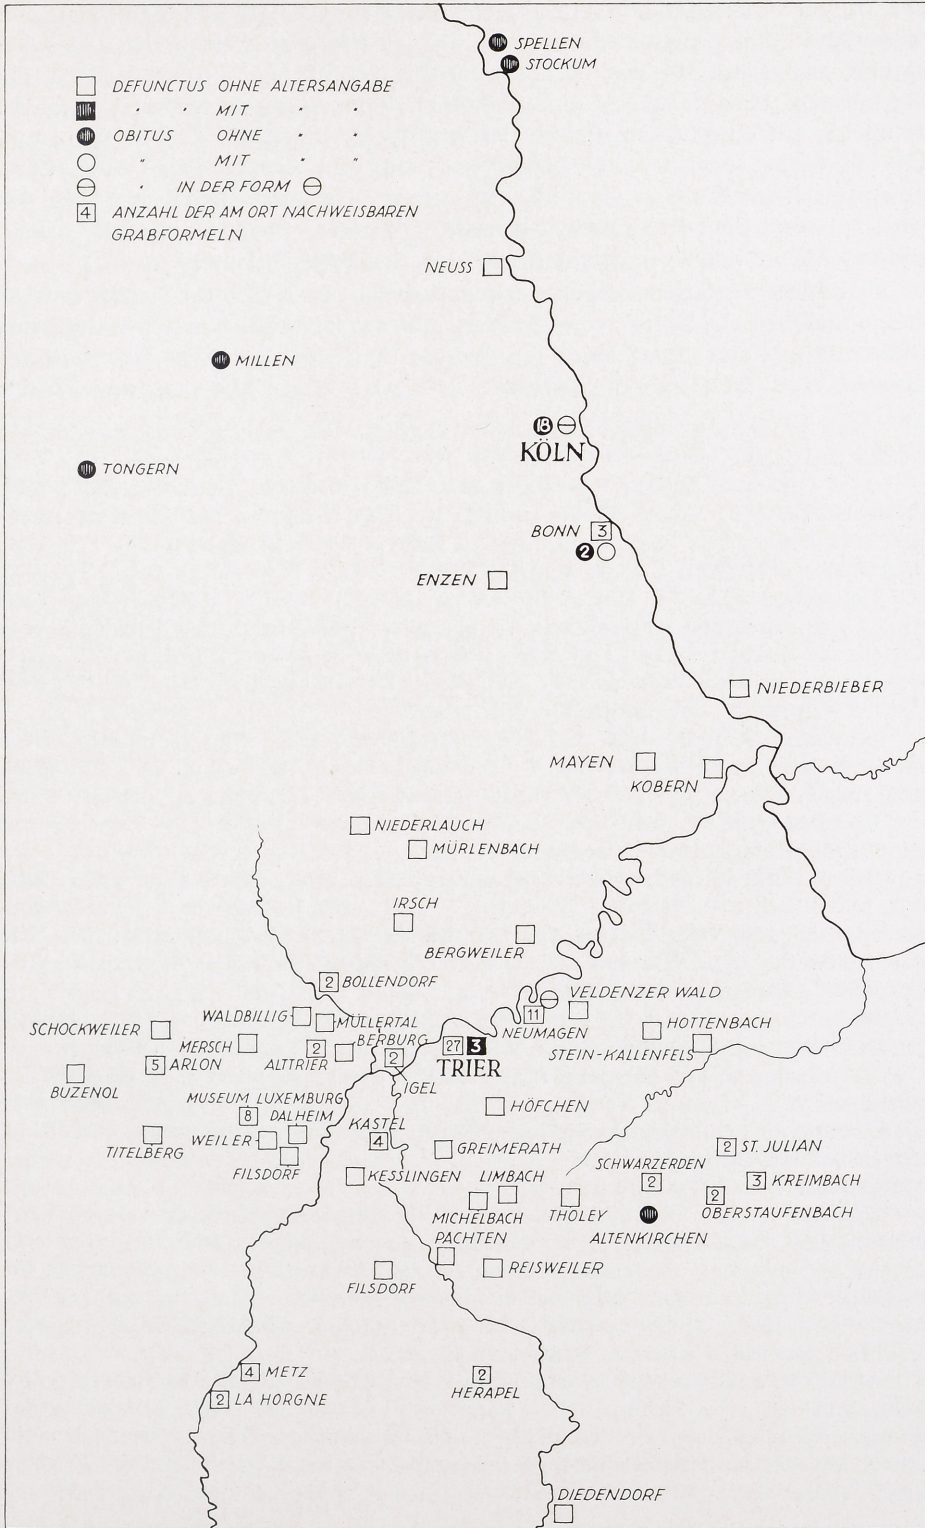 SPELLEN
STOCKUM
DEFUNCTUS OHNE ALTERSANGABE
" " MIT " "
OBITUS OHNE " "
" MIT " "
" IN DER FORM
4 ANZAHL DER AM ORT NACHWEISBAREN
GRABFORMELN
NEUSS
MILLEN
18
KÖLN
TONGERN
BONN 3
2
ENZEN
NIEDERBIEBER
MAYEN
KOBERN
NIEDERLAUCH
MÜRLENBACH
IRSCH
BERGWEILER
2 BOLLENDORF
VELDENZER WALD
WALDBILLIG
MÜLLERTAL
11
NEUMAGEN
HOTTENBACH
SCHOCKWEILER
MERSCH
BERBURG
27 3
TRIER
STEIN-KALLENFELS
5 ARLON
2
ALTTRIER
2
IGEL
BUZENOL
MUSEUM LUXEMBURG
8
DALHEIM
HÖFCHEN
KASTEL
4
TITELBERG
WEILER
FILSDORF
GREIMERATH
2 ST. JULIAN
KESSLINGEN
LIMBACH
SCHWARZERDEN
2
3 KREIMBACH
MICHELBACH
THOLEY
2
OBERSTAUFENBACH
ALTENKIRCHEN
PACHTEN
FILSDORF
REISWEILER
4 METZ
2 LA HORGNE
2
HERAPEL
DIEDENDORF